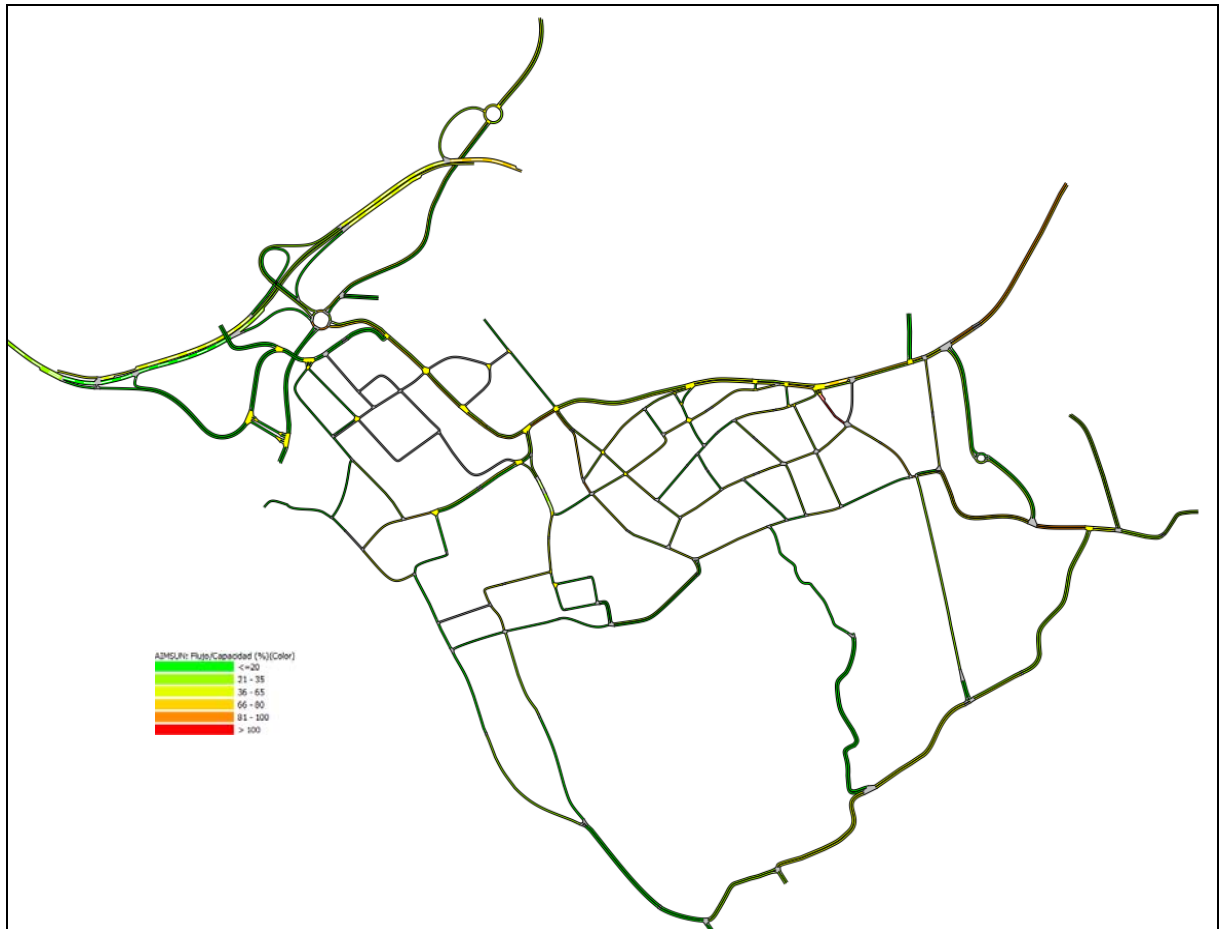 AIMSUN: Flujo/Capacidad (%)(Color)
<=20
21 - 35
36 - 65
66 - 80
81 - 100
> 100